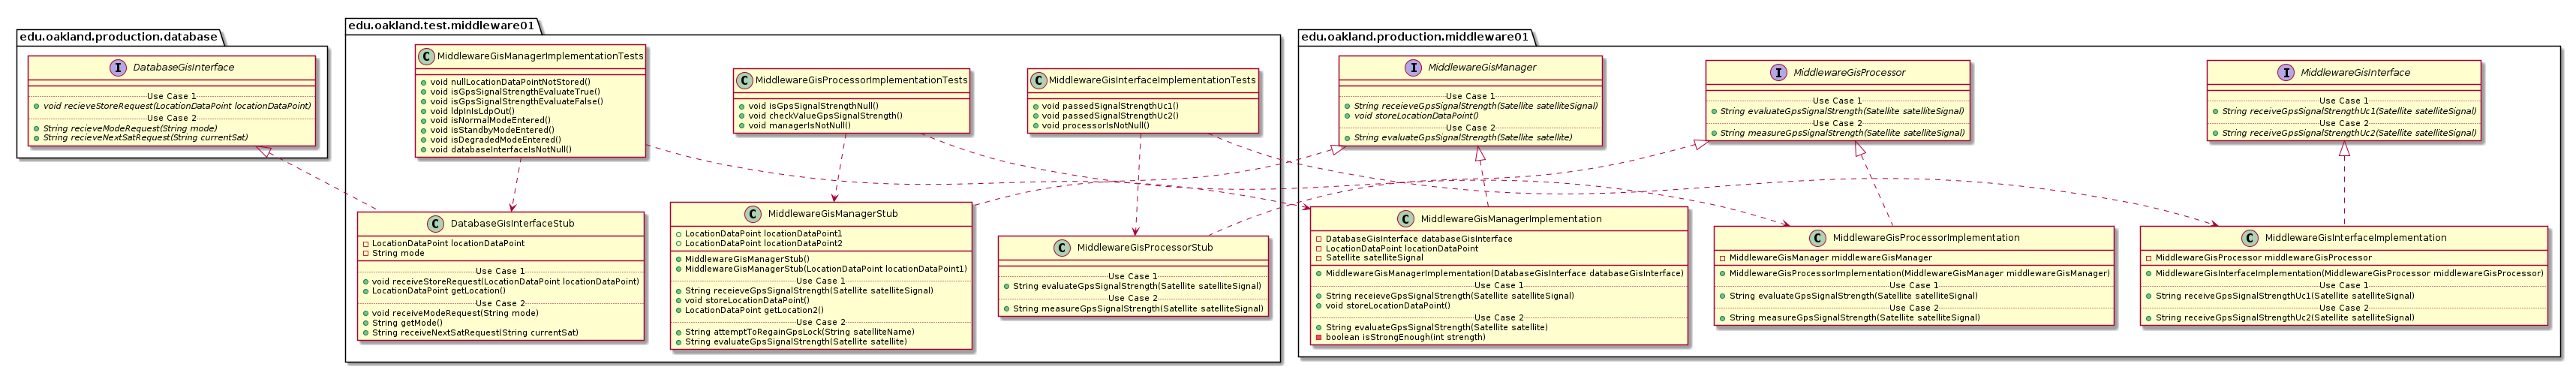 edu.oakland.production.database
I DatabaseGisInterface
Use Case 1
void recieveStoreRequest(LocationDataPoint locationDataPoint)
Use Case 2
String recieveModeRequest(String mode)
String recieveNextSatRequest(String currentSat)
edu.oakland.test.middleware01
C MiddlewareGisManagerImplementationTests
void nullLocationDataPointNotStored()
void isGpsSignalStrengthEvaluateTrue()
void isGpsSignalStrengthEvaluateFalse()
void ldpInIsLdpOut()
void isNormalModeEntered()
void isStandbyModeEntered()
void isDegradedModeEntered()
void databaseInterfaceIsNotNull()
C MiddlewareGisProcessorImplementationTests
void isGpsSignalStrengthNull()
void checkValueGpsSignalStrength()
void managerIsNotNull()
C MiddlewareGisInterfaceImplementationTests
void passedSignalStrengthUc1()
void passedSignalStrengthUc2()
void processorIsNotNull()
C DatabaseGisInterfaceStub
LocationDataPoint locationDataPoint
String mode
Use Case 1
void receiveStoreRequest(LocationDataPoint locationDataPoint)
LocationDataPoint getLocation()
Use Case 2
void receiveModeRequest(String mode)
String getMode()
String receiveNextSatRequest(String currentSat)
C MiddlewareGisManagerStub
LocationDataPoint locationDataPoint1
LocationDataPoint locationDataPoint2
MiddlewareGisManagerStub()
MiddlewareGisManagerStub(LocationDataPoint locationDataPoint1)
Use Case 1
String receieveGpsSignalStrength(Satellite satelliteSignal)
void storeLocationDataPoint()
LocationDataPoint getLocation2()
Use Case 2
String attemptToRegainGpsLock(String satelliteName)
String evaluateGpsSignalStrength(Satellite satellite)
C MiddlewareGisProcessorStub
Use Case 1
String evaluateGpsSignalStrength(Satellite satelliteSignal)
Use Case 2
String measureGpsSignalStrength(Satellite satelliteSignal)
edu.oakland.production.middleware01
I MiddlewareGisManager
Use Case 1
String receieveGpsSignalStrength(Satellite satelliteSignal)
void storeLocationDataPoint()
Use Case 2
String evaluateGpsSignalStrength(Satellite satellite)
I MiddlewareGisProcessor
Use Case 1
String evaluateGpsSignalStrength(Satellite satelliteSignal)
Use Case 2
String measureGpsSignalStrength(Satellite satelliteSignal)
I MiddlewareGisInterface
Use Case 1
String receiveGpsSignalStrengthUc1(Satellite satelliteSignal)
Use Case 2
String receiveGpsSignalStrengthUc2(Satellite satelliteSignal)
C MiddlewareGisManagerImplementation
DatabaseGisInterface databaseGisInterface
LocationDataPoint locationDataPoint
Satellite satelliteSignal
MiddlewareGisManagerImplementation(DatabaseGisInterface databaseGisInterface)
Use Case 1
String receieveGpsSignalStrength(Satellite satelliteSignal)
void storeLocationDataPoint()
Use Case 2
String evaluateGpsSignalStrength(Satellite satellite)
boolean isStrongEnough(int strength)
C MiddlewareGisProcessorImplementation
MiddlewareGisManager middlewareGisManager
MiddlewareGisProcessorImplementation(MiddlewareGisManager middlewareGisManager)
Use Case 1
String evaluateGpsSignalStrength(Satellite satelliteSignal)
Use Case 2
String measureGpsSignalStrength(Satellite satelliteSignal)
C MiddlewareGisInterfaceImplementation
MiddlewareGisProcessor middlewareGisProcessor
MiddlewareGisInterfaceImplementation(MiddlewareGisProcessor middlewareGisProcessor)
Use Case 1
String receiveGpsSignalStrengthUc1(Satellite satelliteSignal)
Use Case 2
String receiveGpsSignalStrengthUc2(Satellite satelliteSignal)